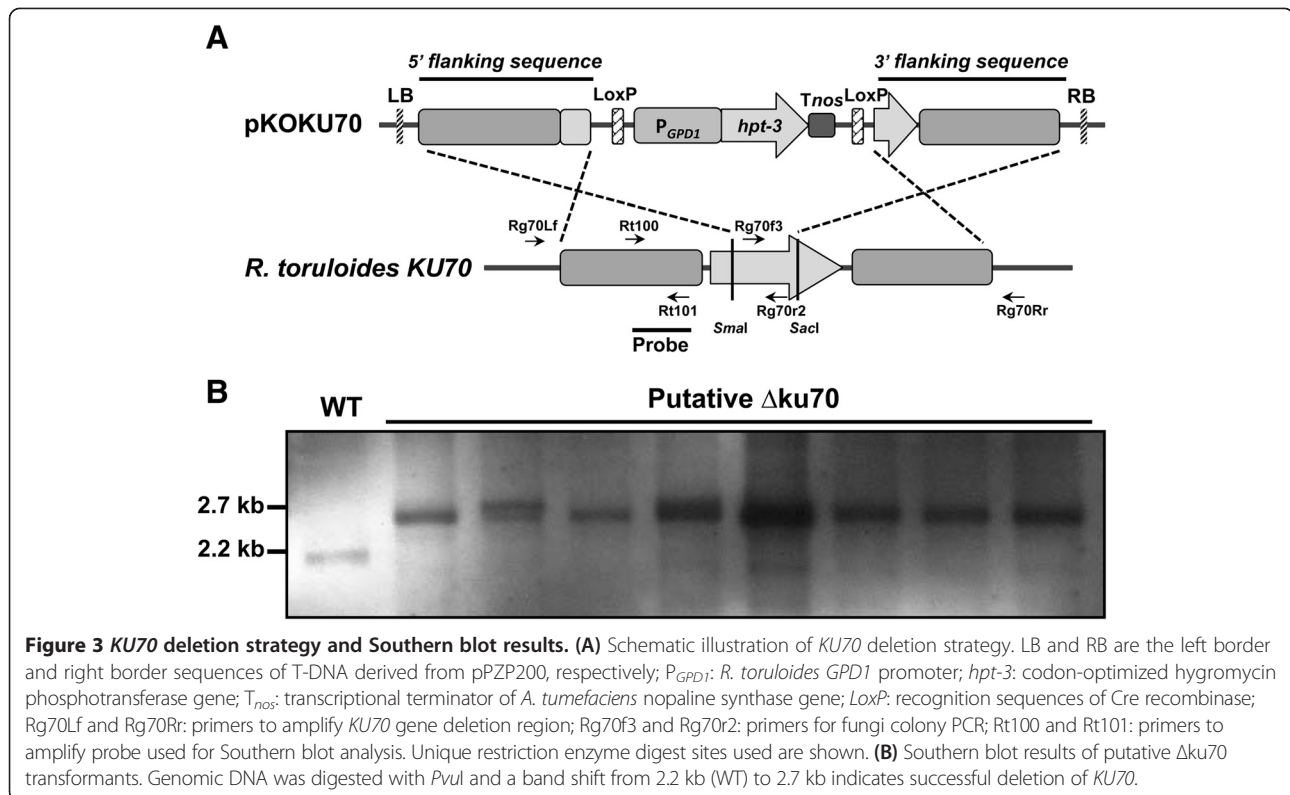 A
5' flanking sequence
3' flanking sequence
LB
LoxP
Tnos
LoxP
RB
pKOKU70
P_GPD1
hpt-3
Rg70Lf
Rt100
Rg70f3
R. toruloides KU70
Rt101
Rg70r2
Rg70Rr
SmaI
SacI
Probe
B
WT
Putative Δku70
2.7 kb
2.2 kb
Figure 3 KU70 deletion strategy and Southern blot results. (A) Schematic illustration of KU70 deletion strategy. LB and RB are the left border
and right border sequences of T-DNA derived from pPZP200, respectively; P_GPD1: R. toruloides GPD1 promoter; hpt-3: codon-optimized hygromycin
phosphotransferase gene; T_nos: transcriptional terminator of A. tumefaciens nopaline synthase gene; LoxP: recognition sequences of Cre recombinase;
Rg70Lf and Rg70Rr: primers to amplify KU70 gene deletion region; Rg70f3 and Rg70r2: primers for fungi colony PCR; Rt100 and Rt101: primers to
amplify probe used for Southern blot analysis. Unique restriction enzyme digest sites used are shown. (B) Southern blot results of putative Δku70
transformants. Genomic DNA was digested with PvuI and a band shift from 2.2 kb (WT) to 2.7 kb indicates successful deletion of KU70.